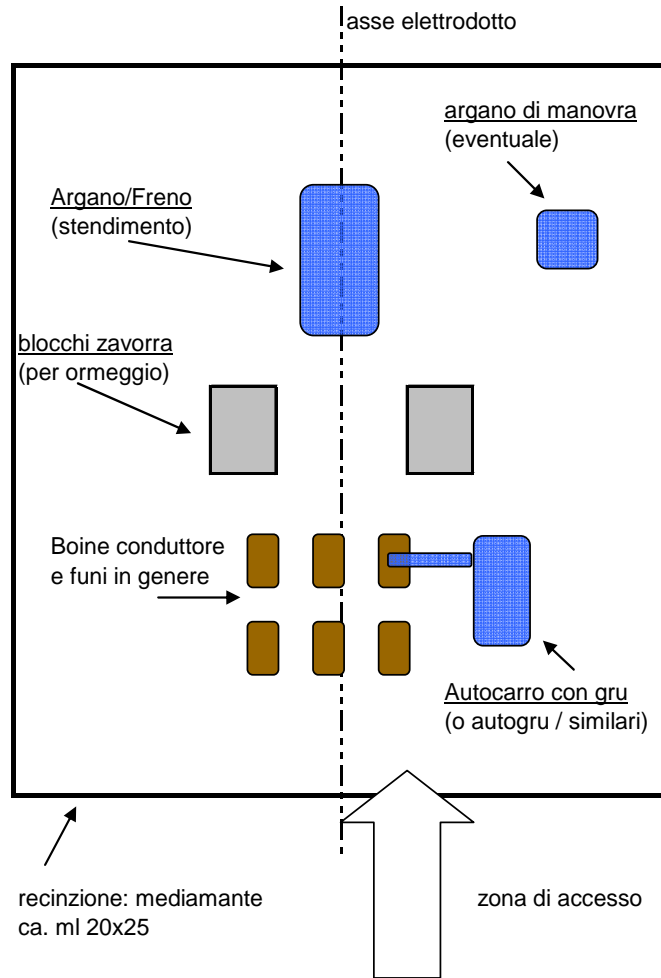 asse elettrodotto
argano di manovra
(eventuale)
Argano/Freno
(stendimento)
blocchi zavorra
(per ormeggio)
Boine conduttore
e funi in genere
Autocarro con gru
(o autogru / similari)
recinzione: mediamante
ca. ml 20x25
zona di accesso